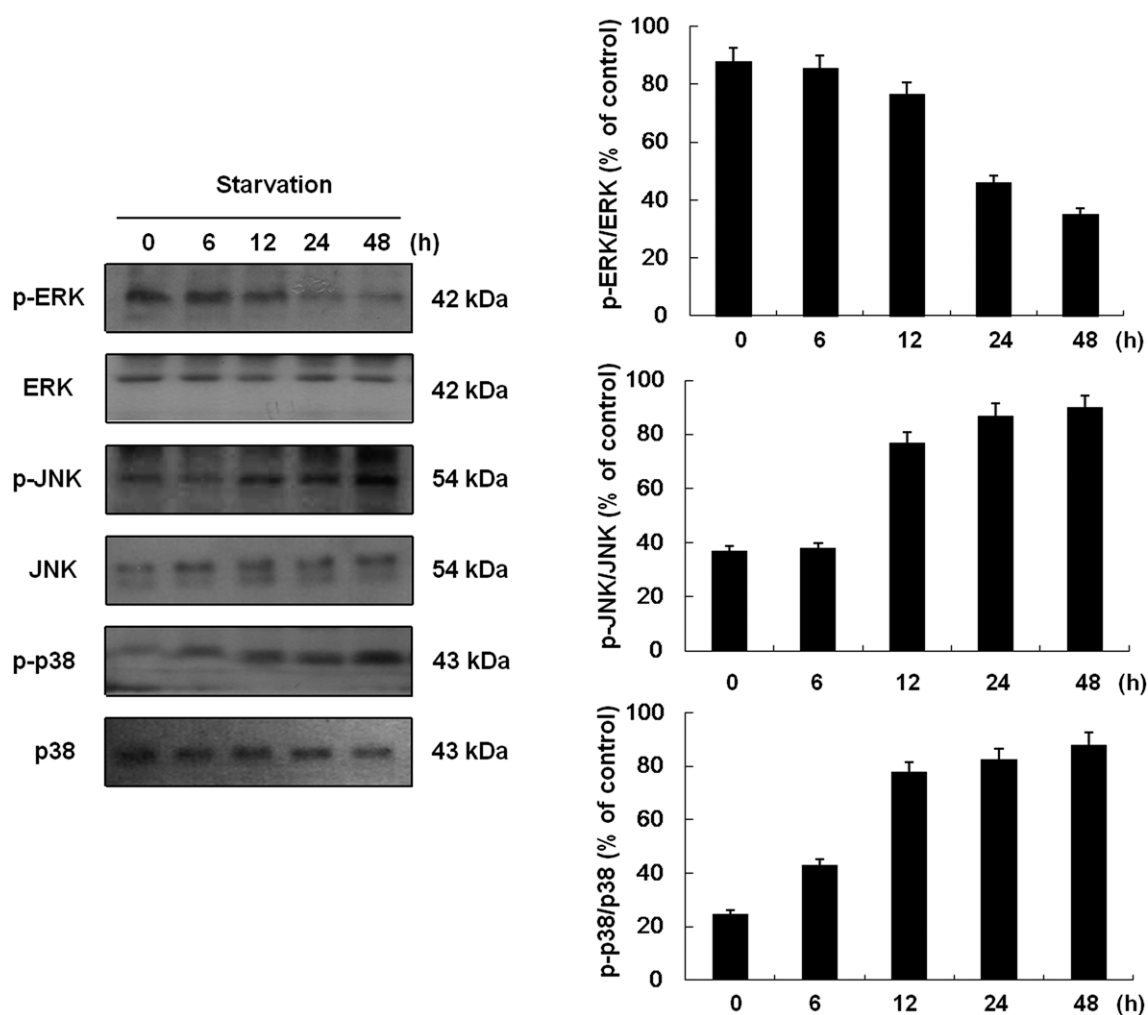 Starvation
0 6 12 24 48 (h)
p-ERK 42 kDa
ERK 42 kDa
p-JNK 54 kDa
JNK 54 kDa
p-p38 43 kDa
p38 43 kDa
p-ERK/ERK (% of control)
100
80
60
40
20
0
0 6 12 24 48 (h)
p-JNK/JNK (% of control)
100
80
60
40
20
0
0 6 12 24 48 (h)
p-p38/p38 (% of control)
100
80
60
40
20
0
0 6 12 24 48 (h)